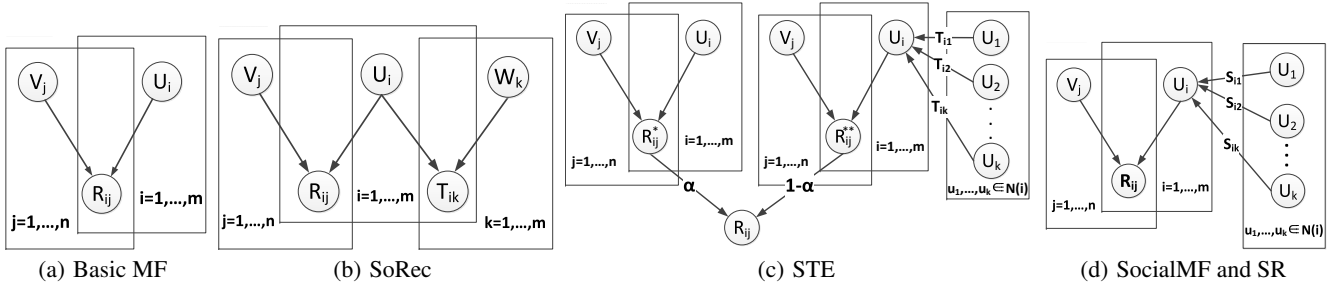 V_j
U_i
R_ij
j=1,...,n
i=1,...,m
(a) Basic MF
V_j
U_i
W_k
R_ij
i=1,...,m
T_ik
j=1,...,n
k=1,...,m
(b) SoRec
V_j
U_i
R*_ij
i=1,...,m
j=1,...,n
α
V_j
U_i
R**_ij
i=1,...,m
j=1,...,n
1-α
R_ij
T_i1
T_i2
T_ik
U_1
U_2
U_k
u_1,...,u_k∈N(i)
(c) STE
V_j
U_i
R_ij
i=1,...,m
j=1,...,n
S_i1
S_i2
S_ik
U_1
U_2
U_k
u_1,...,u_k∈N(i)
(d) SocialMF and SR